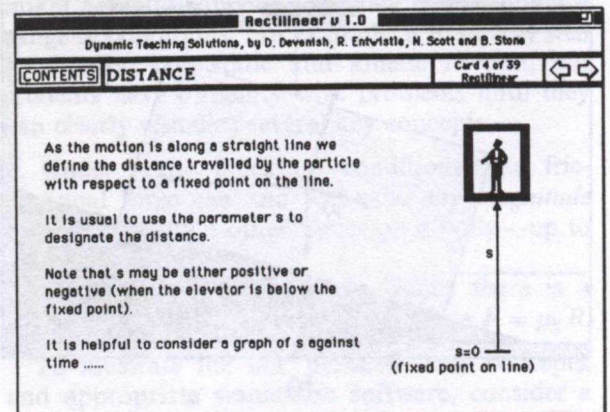 Rectilinear v 1.0
Dynamic Teaching Solutions, by D. Devenish, R. Entwistle, N. Scott and B. Stone
CONTENTS DISTANCE
Card 4 of 39
Rectilinear
As the motion is along a straight line we
define the distance travelled by the particle
with respect to a fixed point on the line.
It is usual to use the parameter s to
designate the distance.
Note that s may be either positive or
negative (when the elevator is below the
fixed point).
It is helpful to consider a graph of s against
time .....
s
s=0
(fixed point on line)